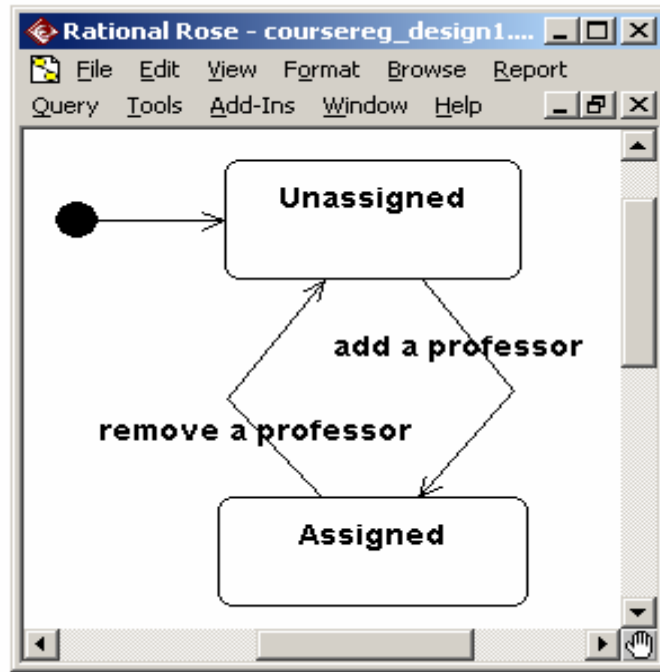 Rational Rose - coursereg_design1....
File Edit View Format Browse Report
Query Tools Add-Ins Window Help
Unassigned
add a professor
remove a professor
Assigned